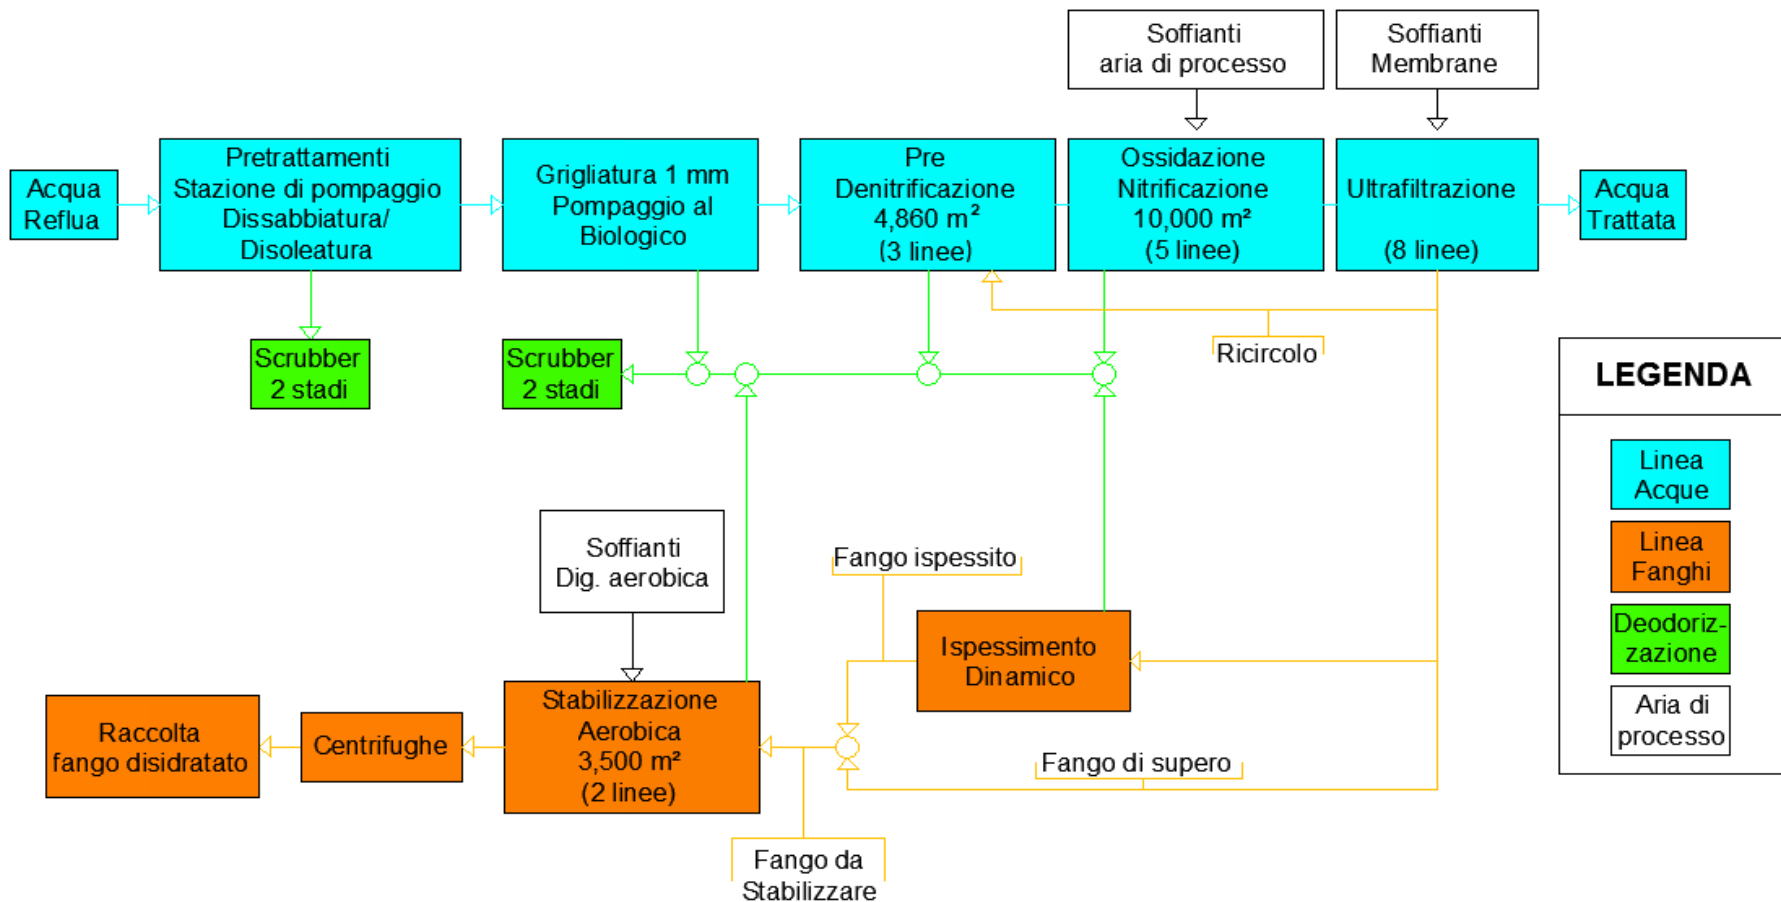 Soffianti
aria di processo
Soffianti
Membrane
Acqua
Reflua
Pretrattamenti
Stazione di pompaggio
Dissabbiatura/
Disoleatura
Grigliatura 1 mm
Pompaggio al
Biologico
Pre
Denitrificazione
4,860 m²
(3 linee)
Ossidazione
Nitrificazione
10,000 m²
(5 linee)
Ultrafiltrazione
(8 linee)
Acqua
Trattata
Scrubber
2 stadi
Scrubber
2 stadi
Ricircolo
LEGENDA
Linea
Acque
Linea
Fanghi
Deodoriz-
zazione
Aria di
processo
Soffianti
Dig. aerobica
Fango ispessito
Ispessimento
Dinamico
Raccolta
fango disidratato
Centrifughe
Stabilizzazione
Aerobica
3,500 m²
(2 linee)
Fango di supero
Fango da
Stabilizzare